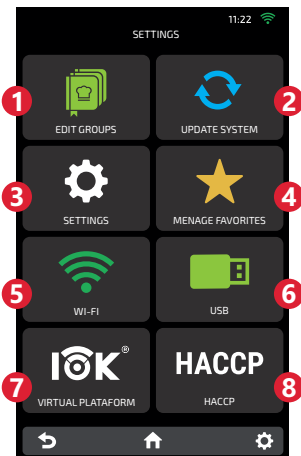 11:22
SETTINGS
1
2
EDIT GROUPS
UPDATE SYSTEM
3
4
SETTINGS
MENAGE FAVORITES
5
6
WI-FI
USB
IOK® HACCP
7
8
VIRTUAL PLATAFORM
HACCP